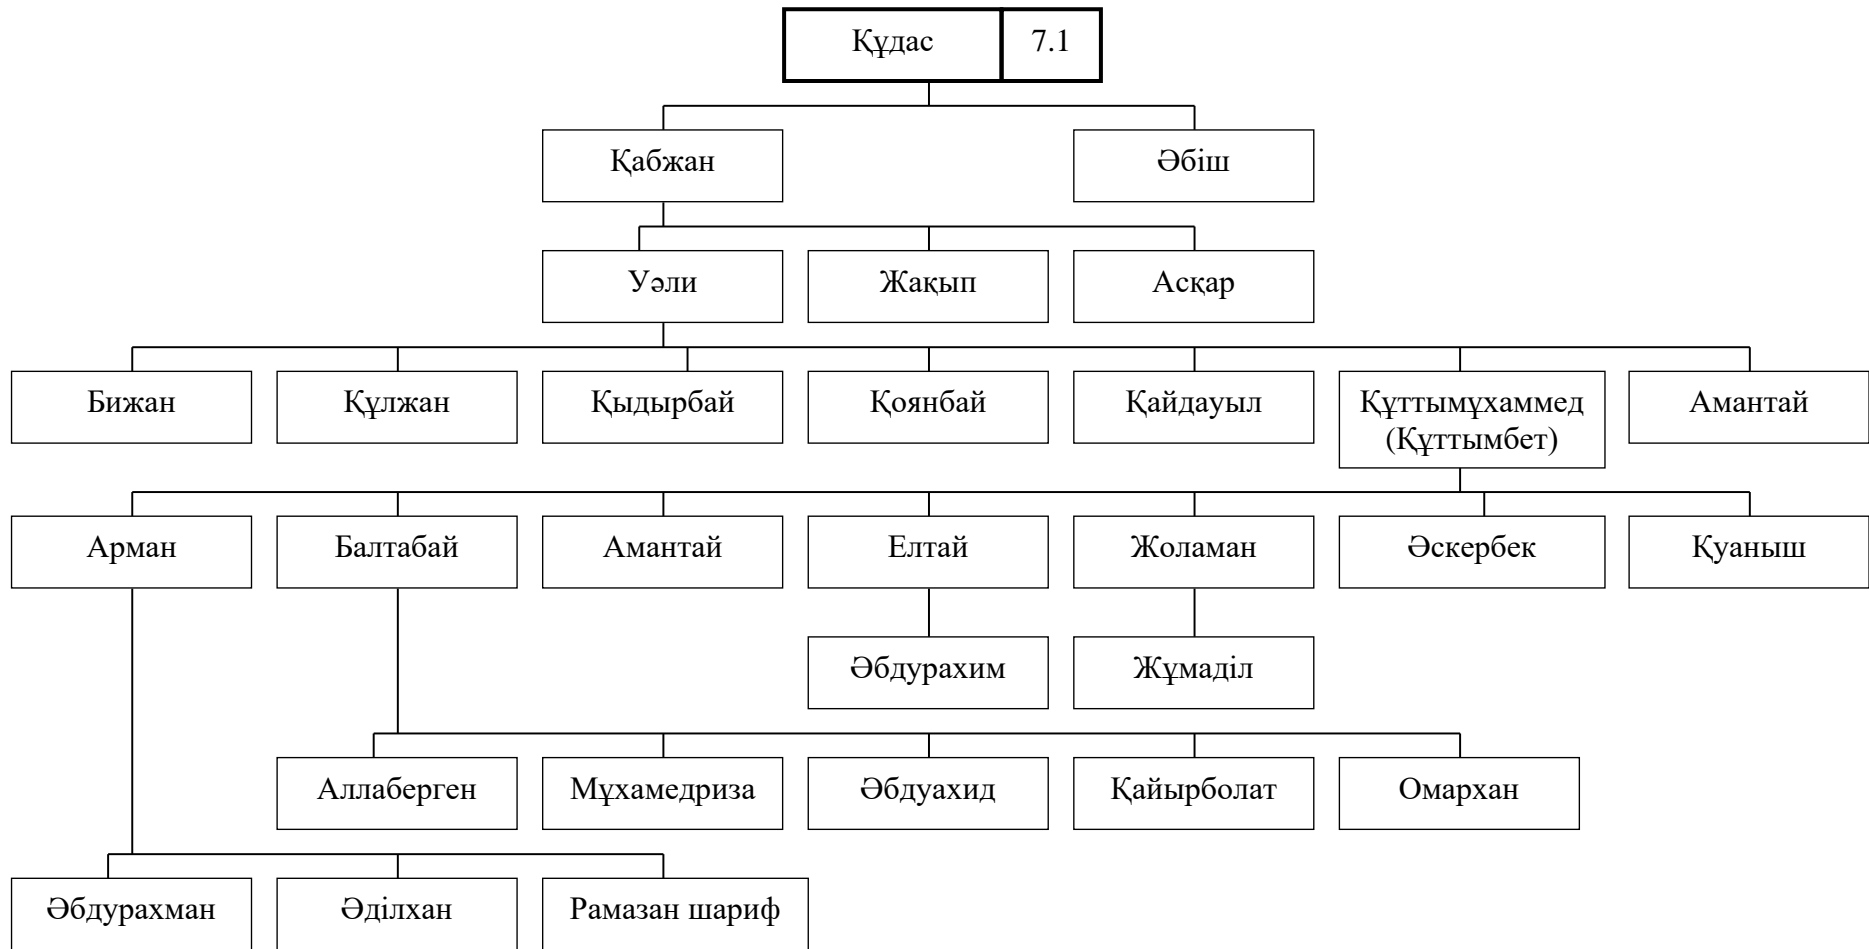 Құдас 7.1
Қабжан Әбіш
Уәли Жақып Асқар
Бижан Құлжан Қыдырбай Қоянбай Қайдауыл Құттымұхаммед (Құттымбет) Амантай
Арман Балтабай Амантай Елтай Жоламан Әскербек Қуаныш
Әбдурахим Жұмаділ
Аллаберген Мұхамедриза Әбдуахид Қайырболат Омархан
Әбдурахман Әділхан Рамазан шариф